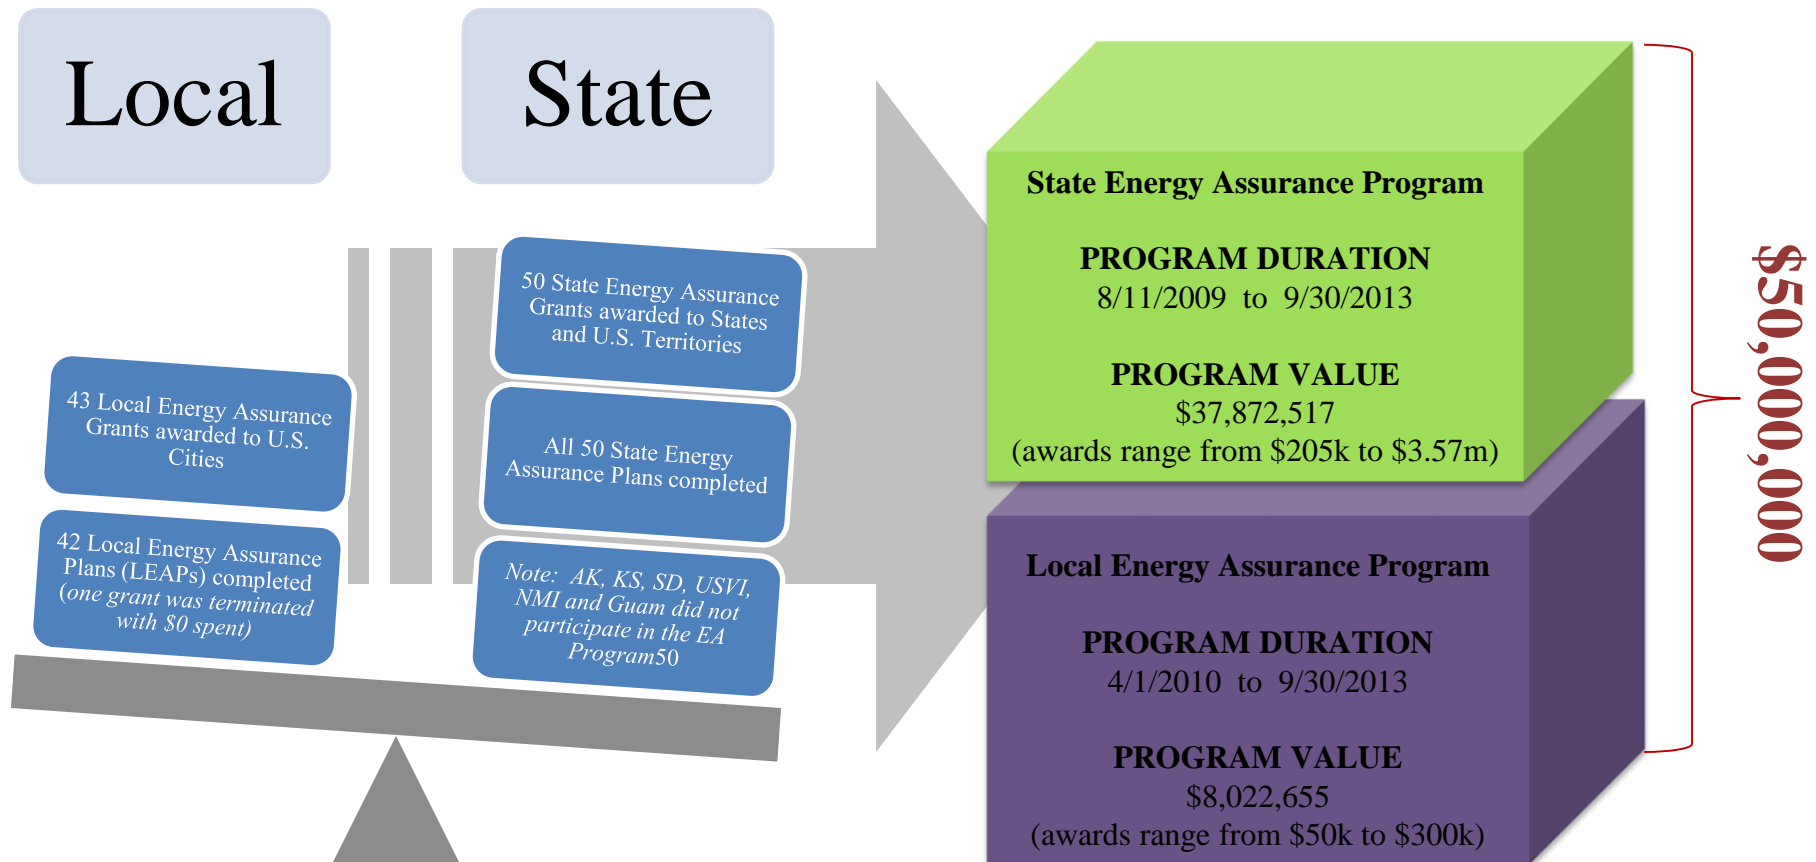 Local
State
50 State Energy Assurance
Grants awarded to States
and U.S. Territories
43 Local Energy Assurance
Grants awarded to U.S.
Cities
All 50 State Energy
Assurance Plans completed
42 Local Energy Assurance
Plans (LEAPs) completed
(one grant was terminated
with $0 spent)
Note:  AK, KS, SD, USVI,
NMI and Guam did not
participate in the EA
Program50
State Energy Assurance Program
PROGRAM DURATION
8/11/2009  to  9/30/2013
PROGRAM VALUE
$37,872,517
(awards range from $205k to $3.57m)
Local Energy Assurance Program
PROGRAM DURATION
4/1/2010  to  9/30/2013
PROGRAM VALUE
$8,022,655
(awards range from $50k to $300k)
$50,000,000